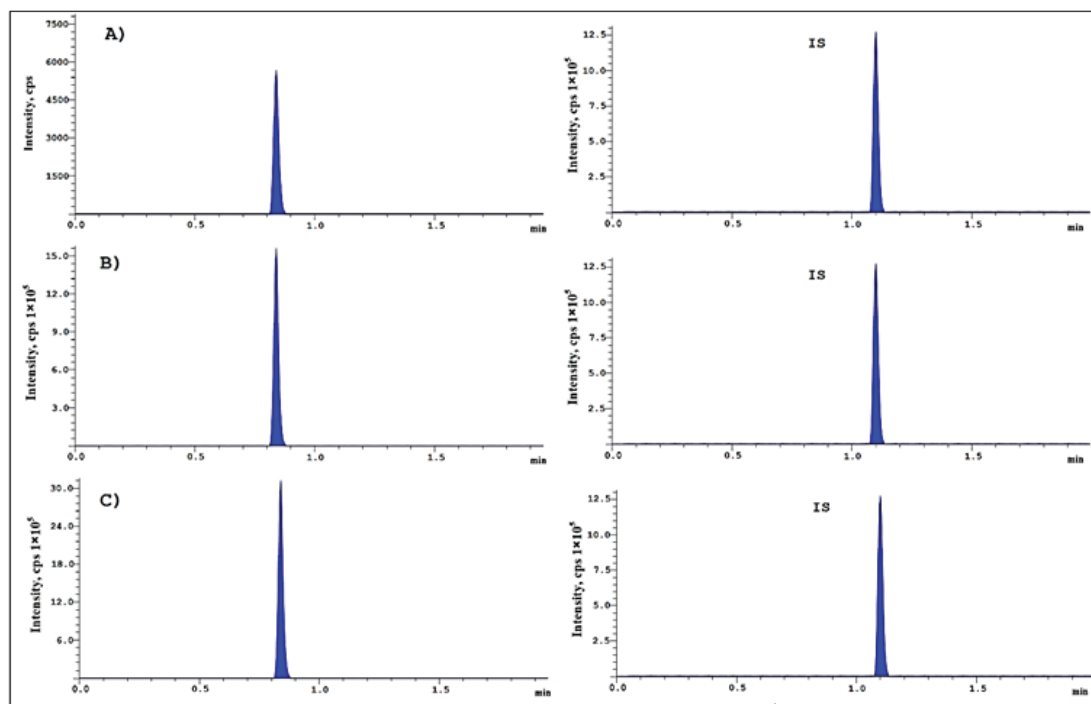 A)
Intensity, cps
7500
6000
4500
3000
1500
0.0 0.5 1.0 1.5 min
IS
Intensity, cps 1×10⁵
12.5
10.0
7.5
5.0
2.5
0.0 0.5 1.0 1.5 min
B)
Intensity, cps 1×10⁵
15.0
12.0
9.0
6.0
3.0
0.0 0.5 1.0 1.5 min
IS
Intensity, cps 1×10⁵
12.5
10.0
7.5
5.0
2.5
0.0 0.5 1.0 1.5 min
C)
Intensity, cps 1×10⁵
30.0
24.0
18.0
12.0
6.0
0.0 0.5 1.0 1.5 min
IS
Intensity, cps 1×10⁵
12.5
10.0
7.5
5.0
2.5
0.0 0.5 1.0 1.5 min